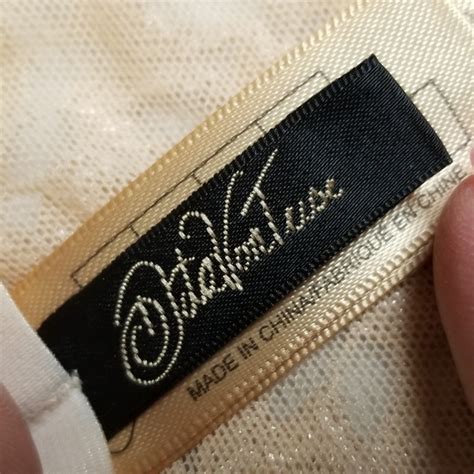 Dita Von Teese
MADE IN CHINA/FABRIQUE EN CHINE